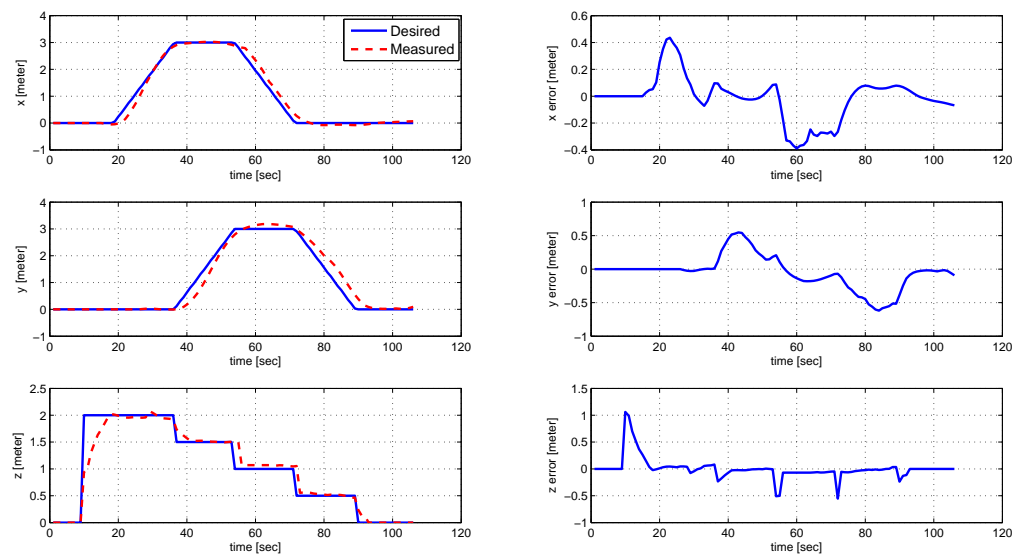 4
3
2
1
0
−1
0 20 40 60 80 100 120
time [sec]
x [meter]
Desired
Measured
0.6
0.4
0.2
0
−0.2
−0.4
0 20 40 60 80 100 120
time [sec]
x error [meter]
4
3
2
1
0
−1
0 20 40 60 80 100 120
time [sec]
y [meter]
1
0.5
0
−0.5
−1
0 20 40 60 80 100 120
time [sec]
y error [meter]
2.5
2
1.5
1
0.5
0
0 20 40 60 80 100 120
time [sec]
z [meter]
1.5
1
0.5
0
−0.5
−1
0 20 40 60 80 100 120
time [sec]
z error [meter]